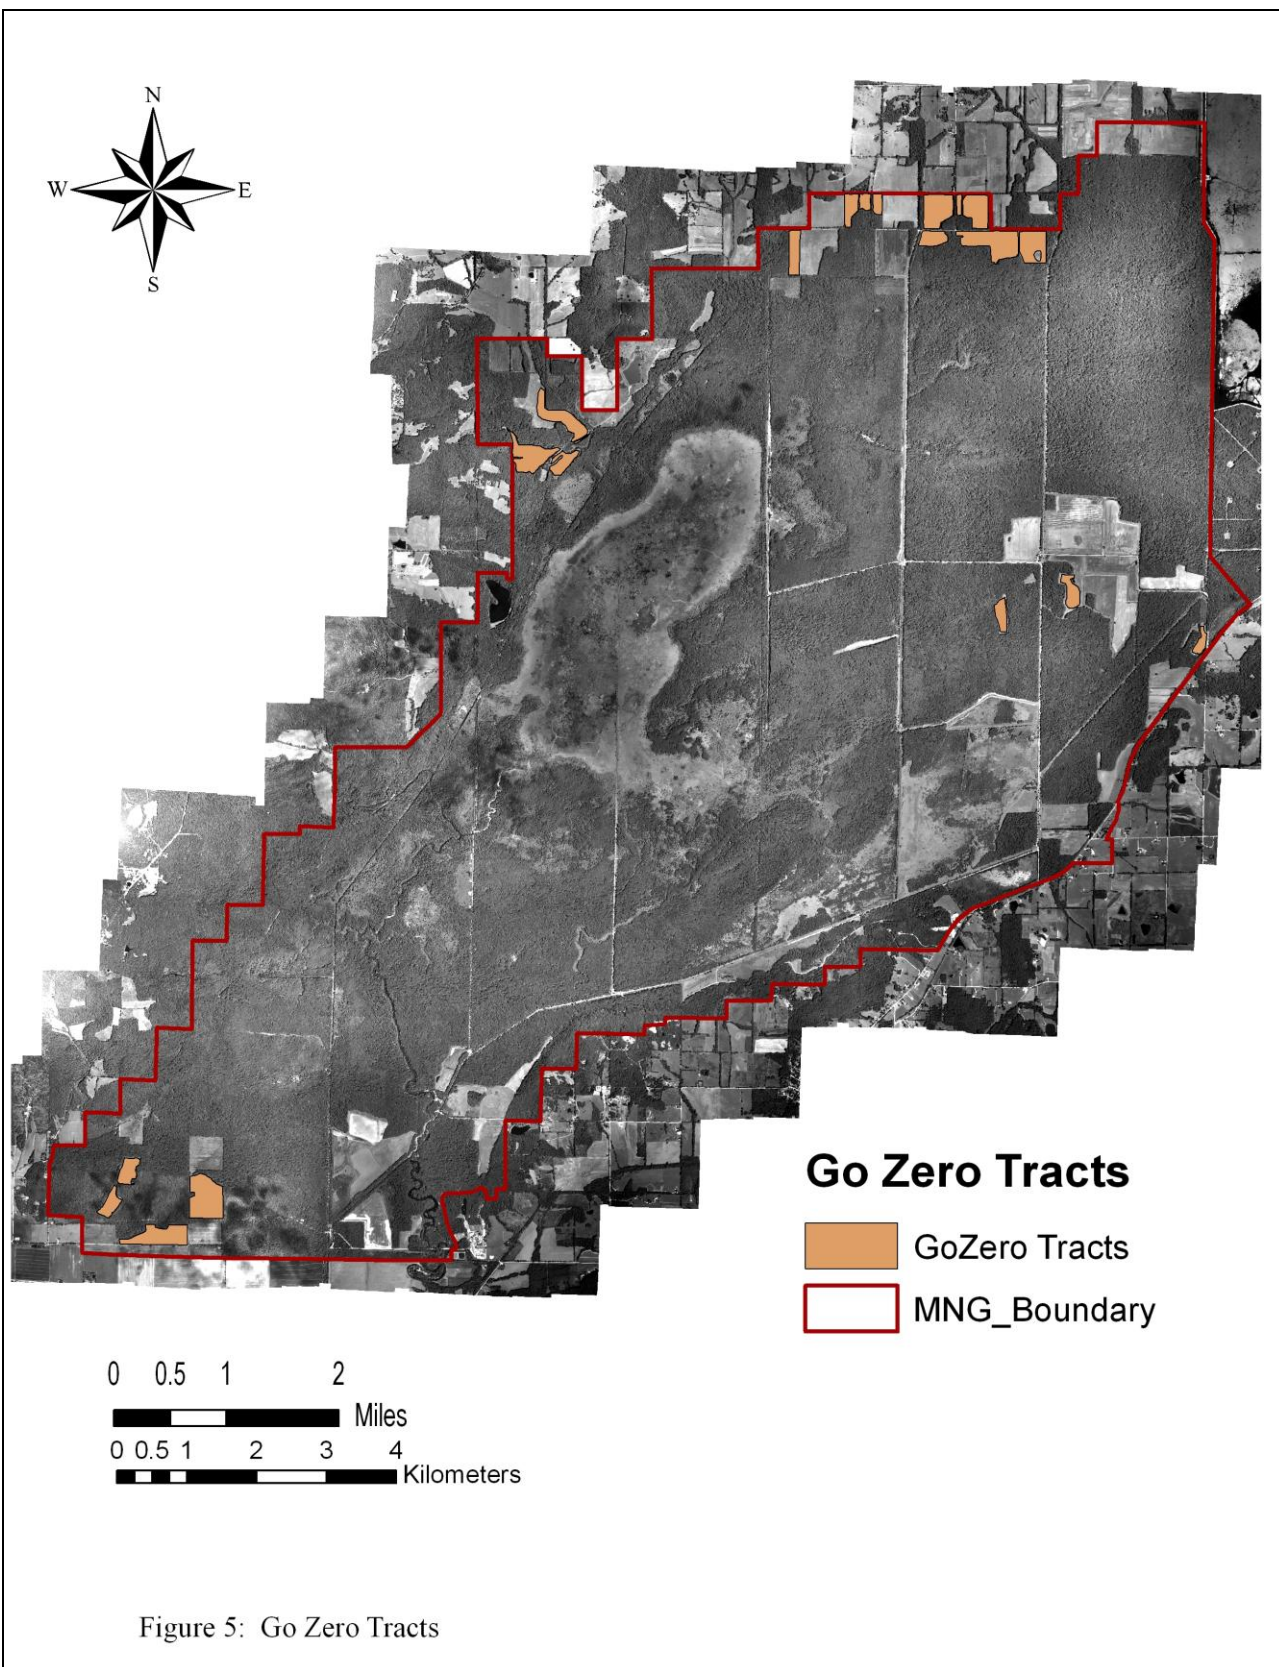 N
W E
S
Go Zero Tracts
GoZero Tracts
MNG_Boundary
0 0.5 1 2
Miles
0 0.5 1 2 3 4
Kilometers
Figure 5: Go Zero Tracts